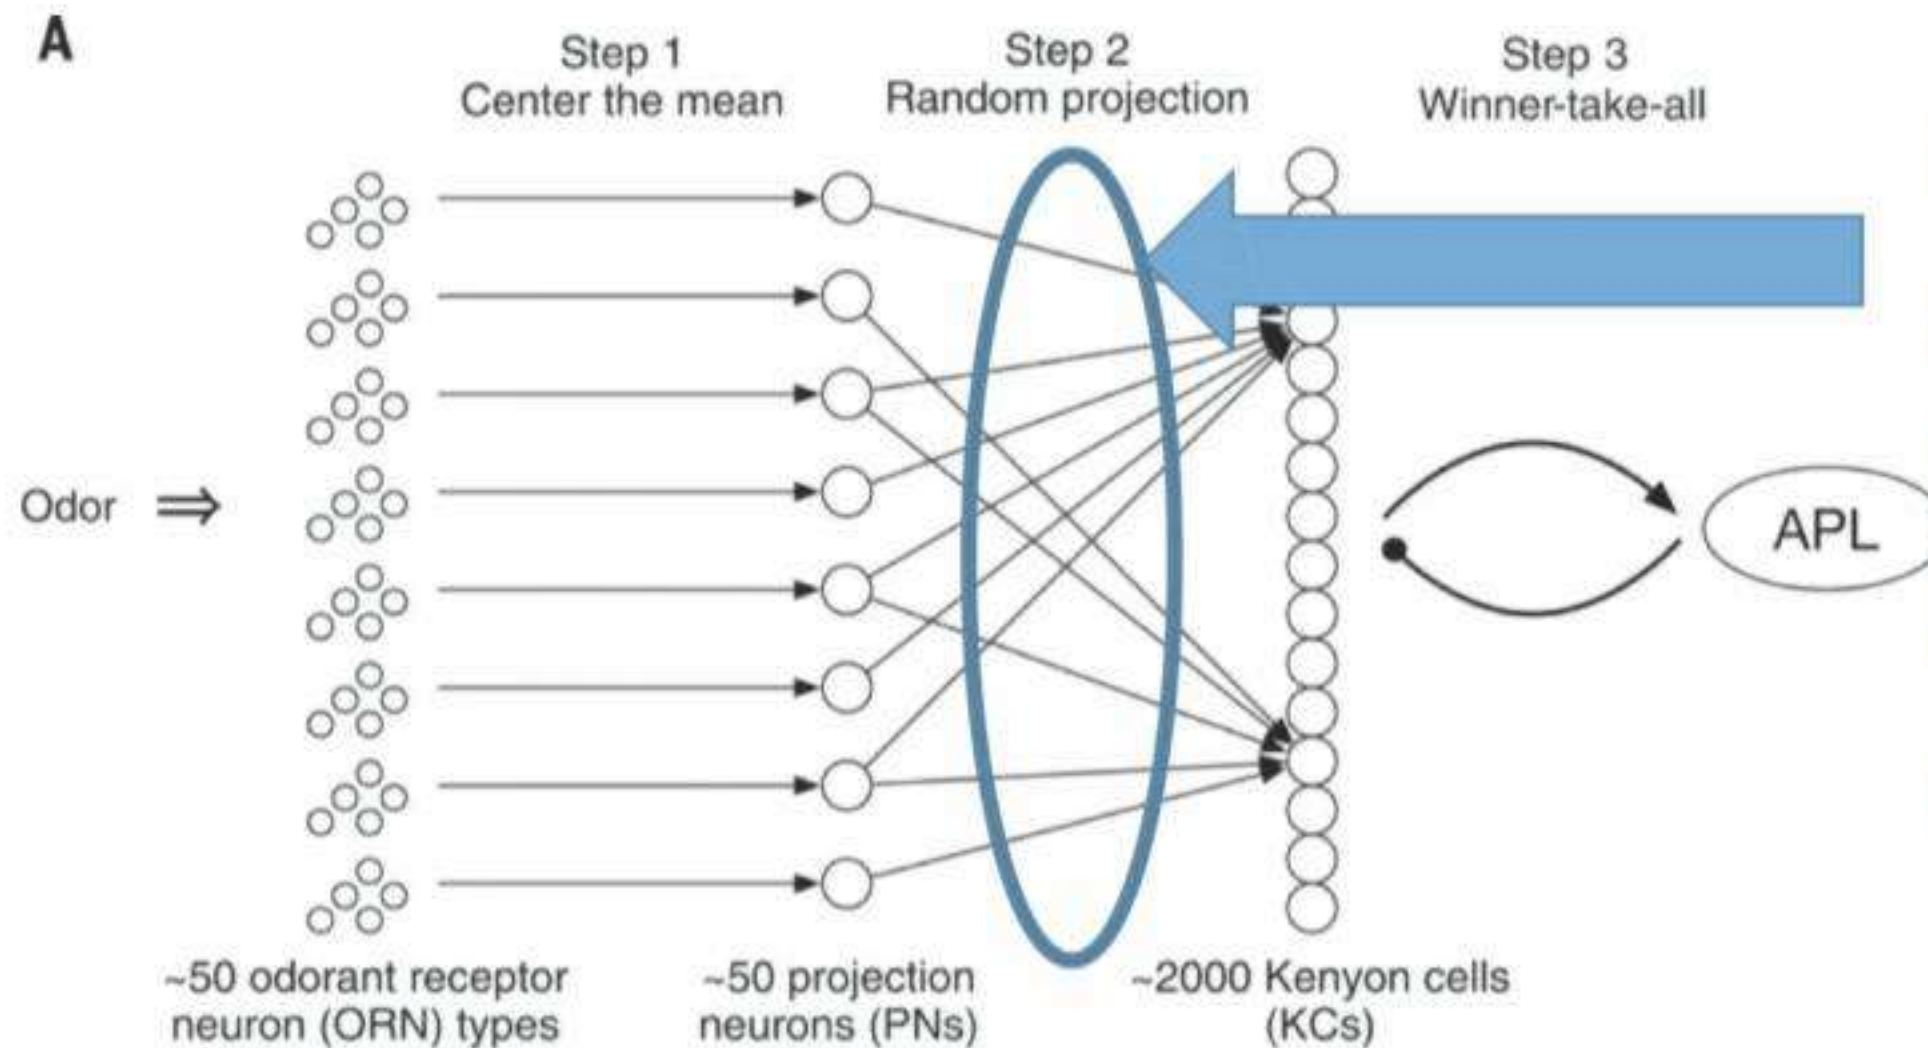 A
Step 1
Center the mean
Step 2
Random projection
Step 3
Winner-take-all
Odor ⇒
APL
~50 odorant receptor
neuron (ORN) types
~50 projection
neurons (PNs)
~2000 Kenyon cells
(KCs)